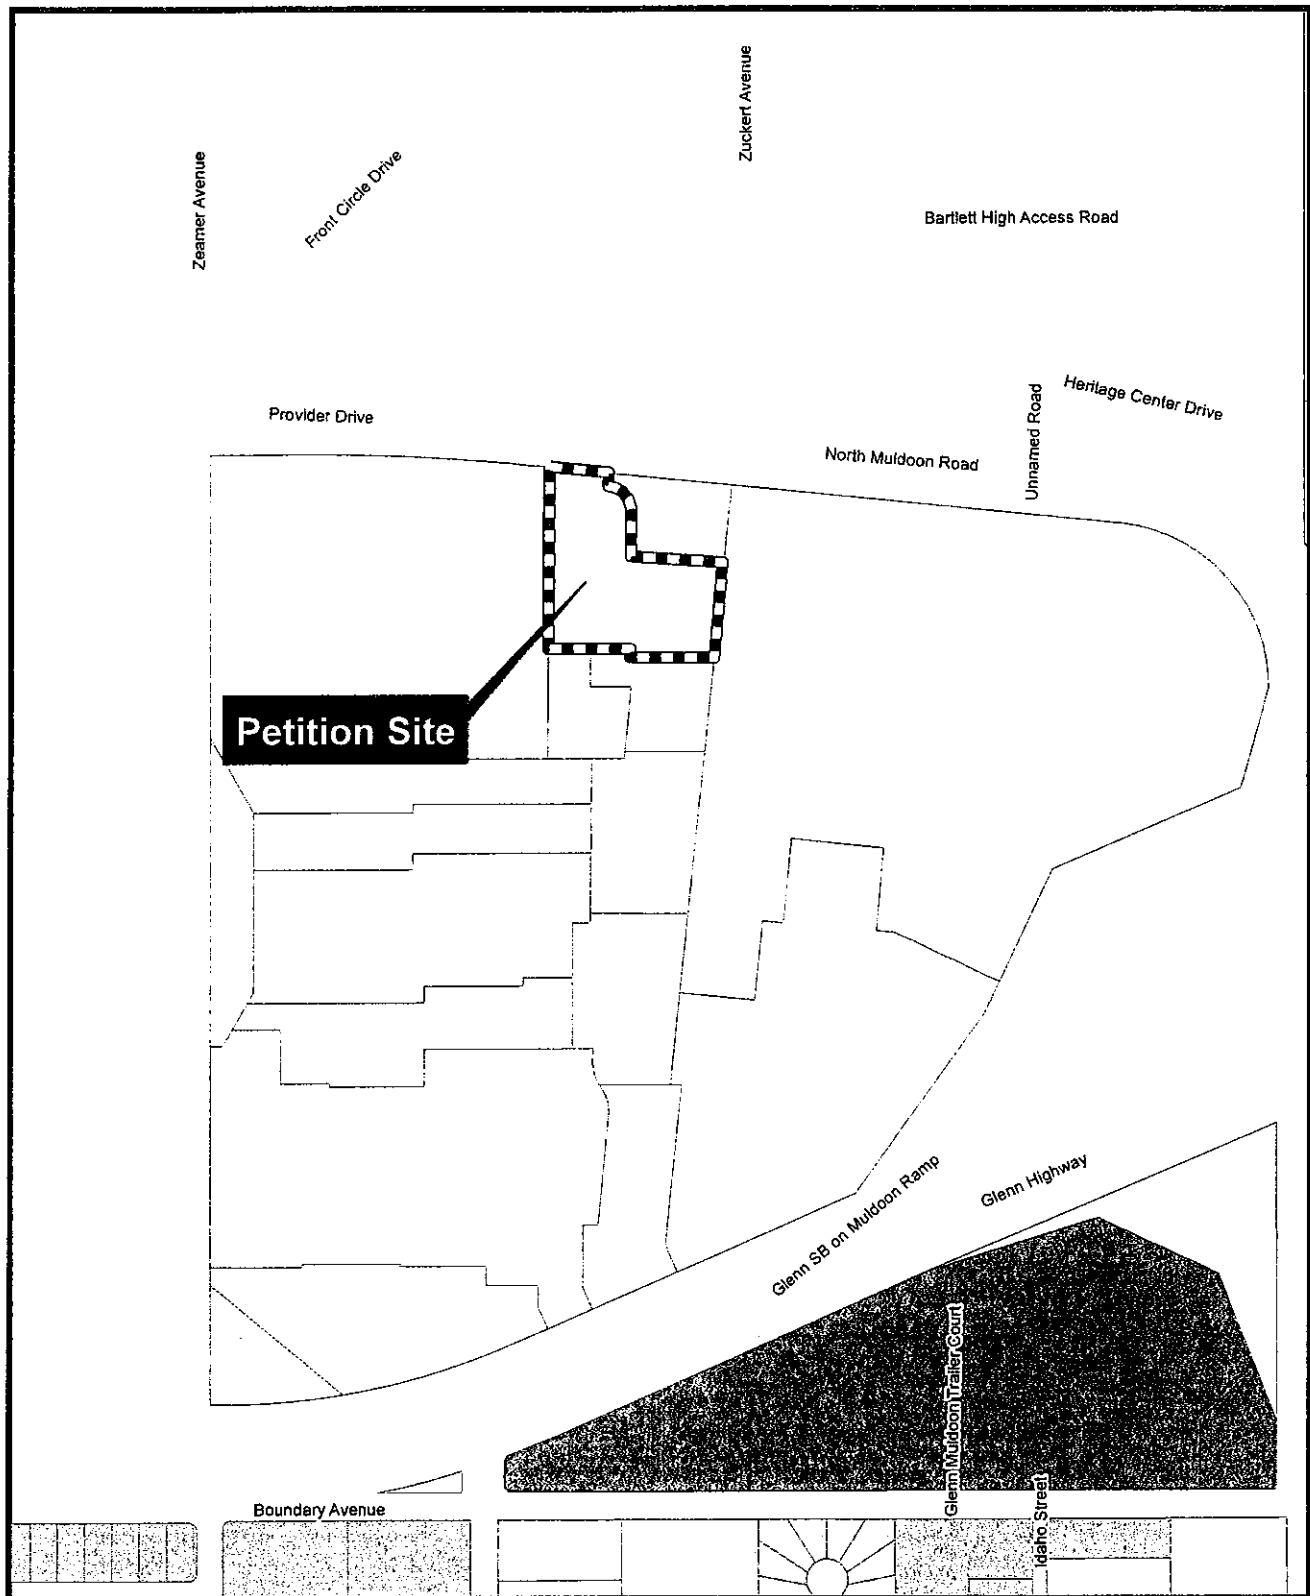 Zuckert Avenue
Zeamer Avenue
Front Circle Drive
Bartlett High Access Road
Heritage Center Drive
Unnamed Road
Provider Drive
North Muldoon Road
Petition Site
Glenn SB on Muldoon Ramp
Glenn Highway
Glenn Muldoon Trailer Court
Idaho Street
Boundary Avenue